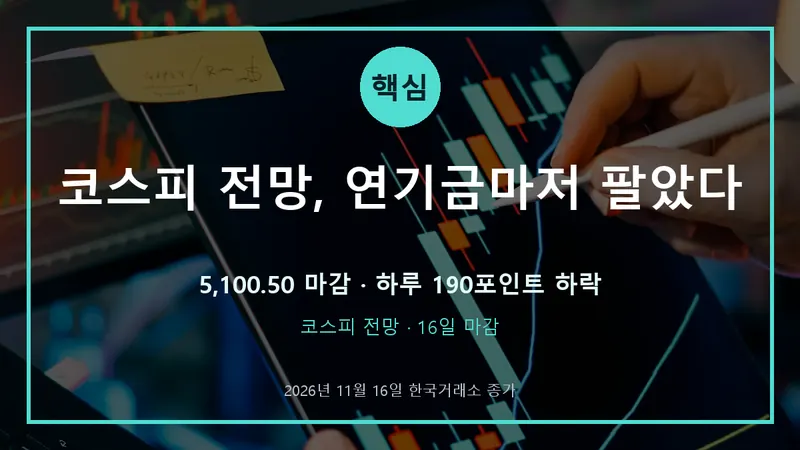 핵심
코스피 전망, 연기금마저 팔았다
5,100.50 마감 · 하루 190포인트 하락
코스피 전망 · 16일 마감
2026년 11월 16일 한국거래소 종가